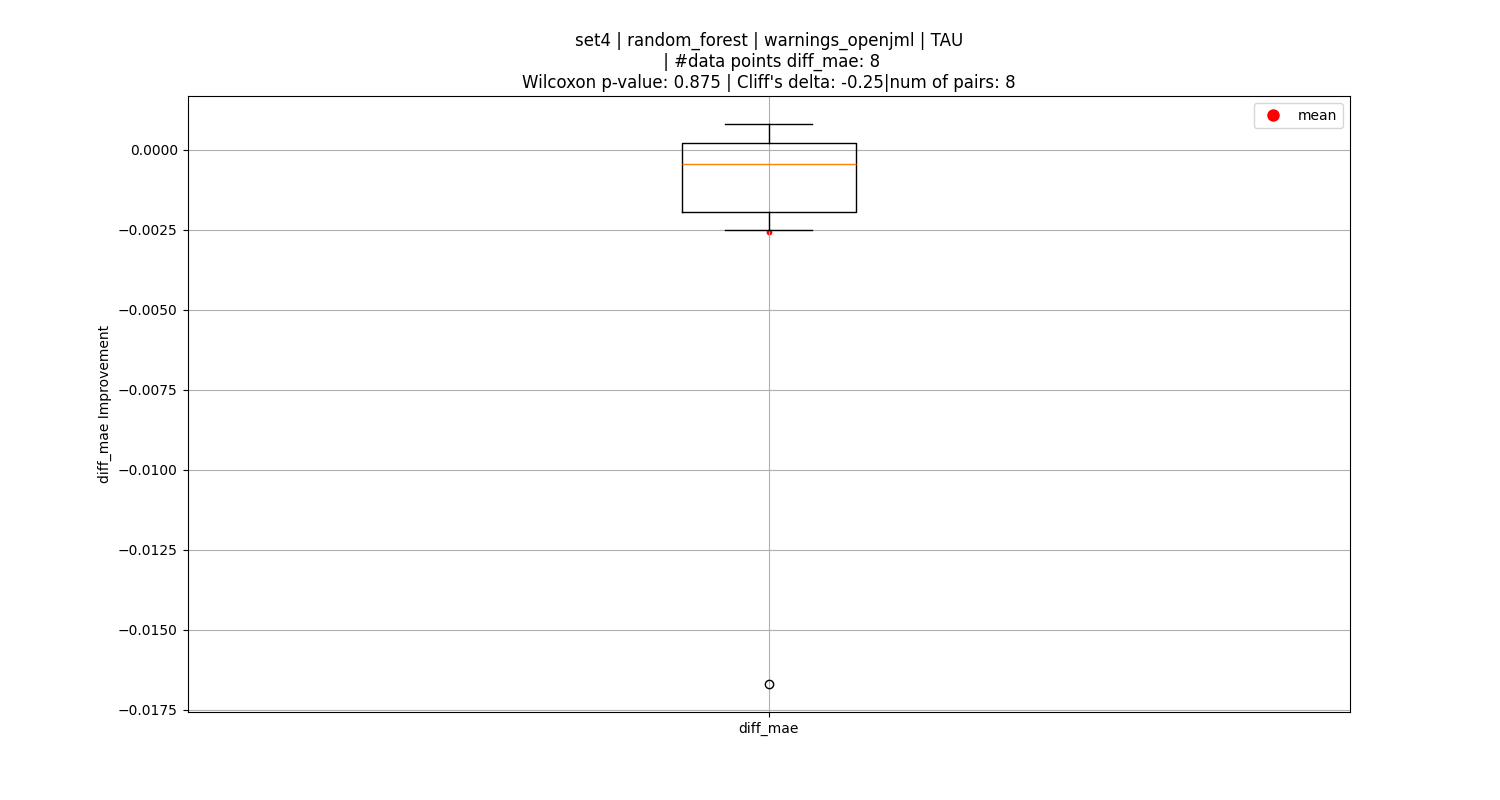 set4 | random_forest | warnings_openjml | TAU
| #data points diff_mae: 8
Wilcoxon p-value: 0.875 | Cliff's delta: -0.25|num of pairs: 8
mean
0.0000
−0.0025
−0.0050
−0.0075
−0.0100
−0.0125
−0.0150
−0.0175
diff_mae Improvement
diff_mae